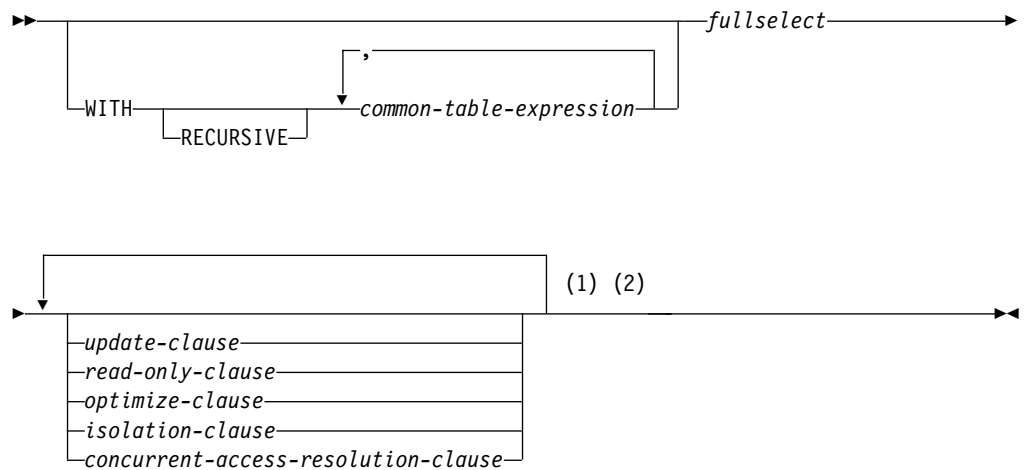 fullselect
,
WITH common-table-expression
RECURSIVE
(1) (2)
update-clause
read-only-clause
optimize-clause
isolation-clause
concurrent-access-resolution-clause